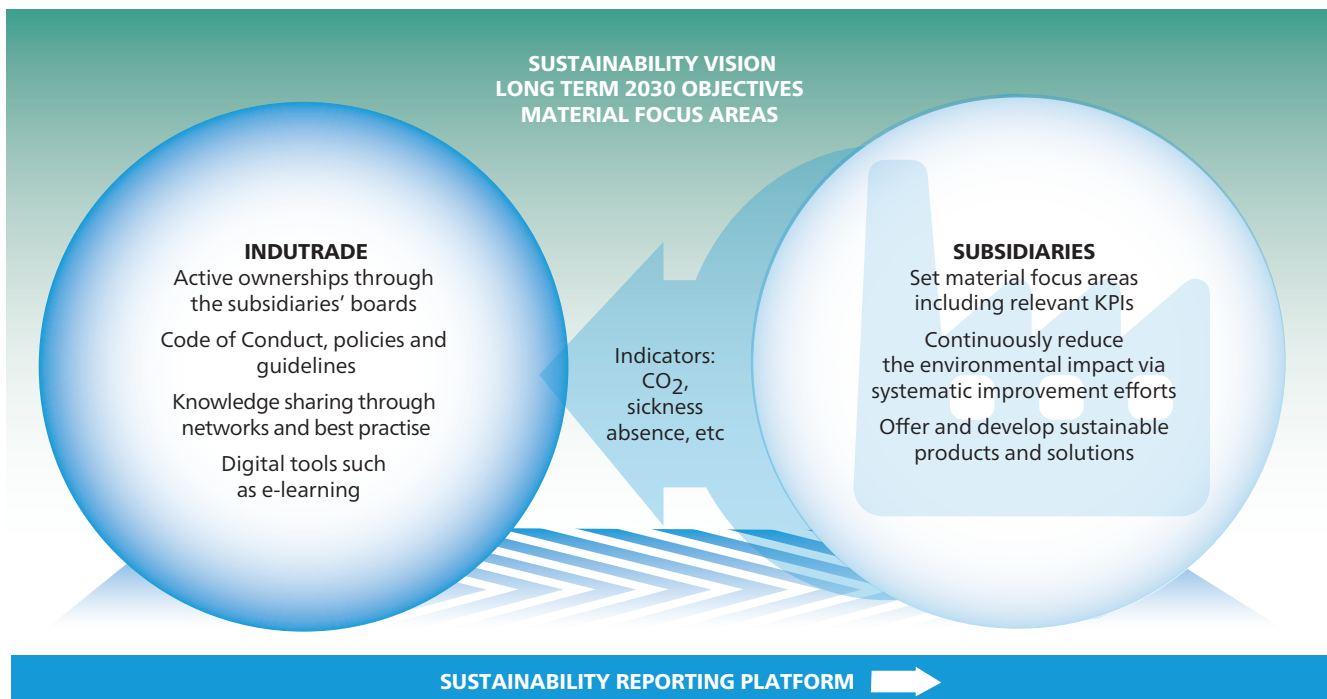 SUSTAINABILITY VISION
LONG TERM 2030 OBJECTIVES
MATERIAL FOCUS AREAS
INDUTRADE
Active ownerships through
the subsidiaries’ boards
Code of Conduct, policies and
guidelines
Knowledge sharing through
networks and best practise
Digital tools such
as e-learning
Indicators:
CO2,
sickness
absence, etc
SUBSIDIARIES
Set material focus areas
including relevant KPIs
Continuously reduce
the environmental impact via
systematic improvement efforts
Offer and develop sustainable
products and solutions
SUSTAINABILITY REPORTING PLATFORM